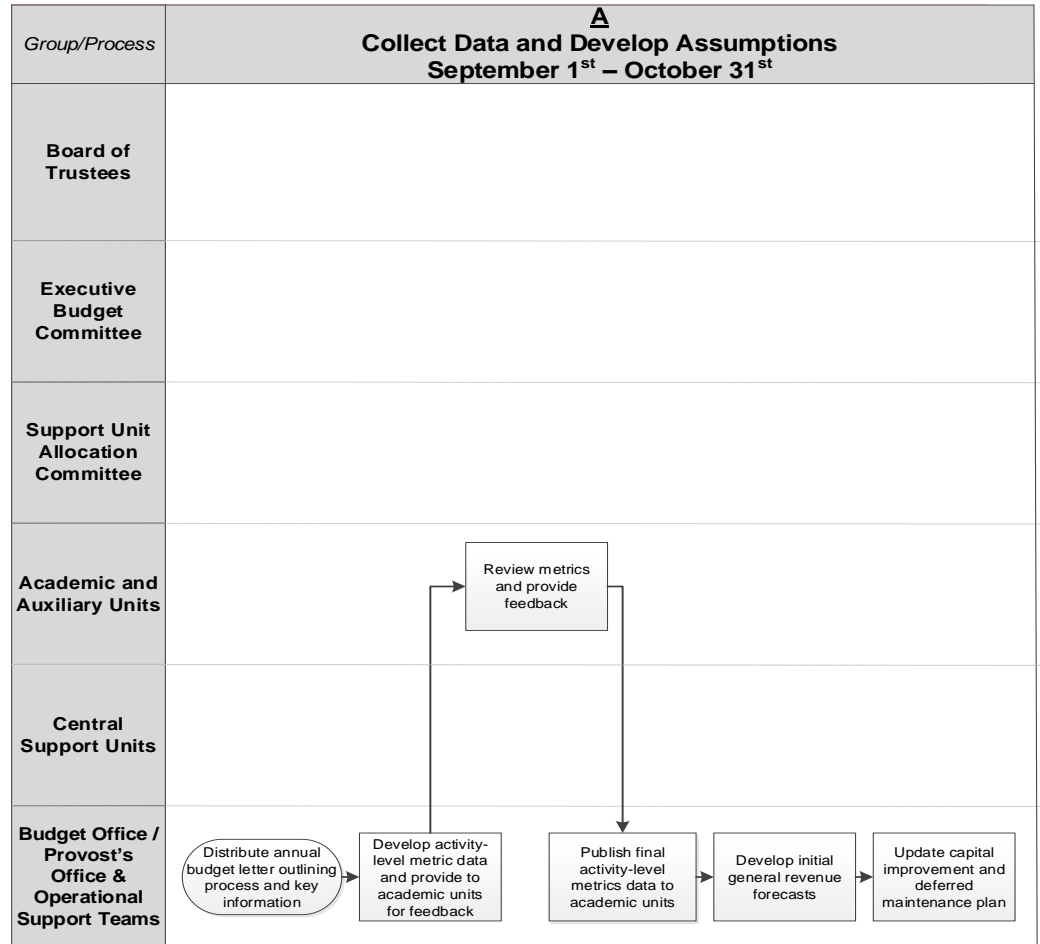 Group/Process
A
Collect Data and Develop Assumptions
September 1st – October 31st
Board of
Trustees
Executive
Budget
Committee
Support Unit
Allocation
Committee
Academic and
Auxiliary Units
Review metrics
and provide
feedback
Central
Support Units
Budget Office /
Provost's
Office &
Operational
Support Teams
Distribute annual
budget letter outlining
process and key
information
Develop activity-
level metric data
and provide to
academic units
for feedback
Publish final
activity-level
metrics data to
academic units
Develop initial
general revenue
forecasts
Update capital
improvement and
deferred
maintenance plan